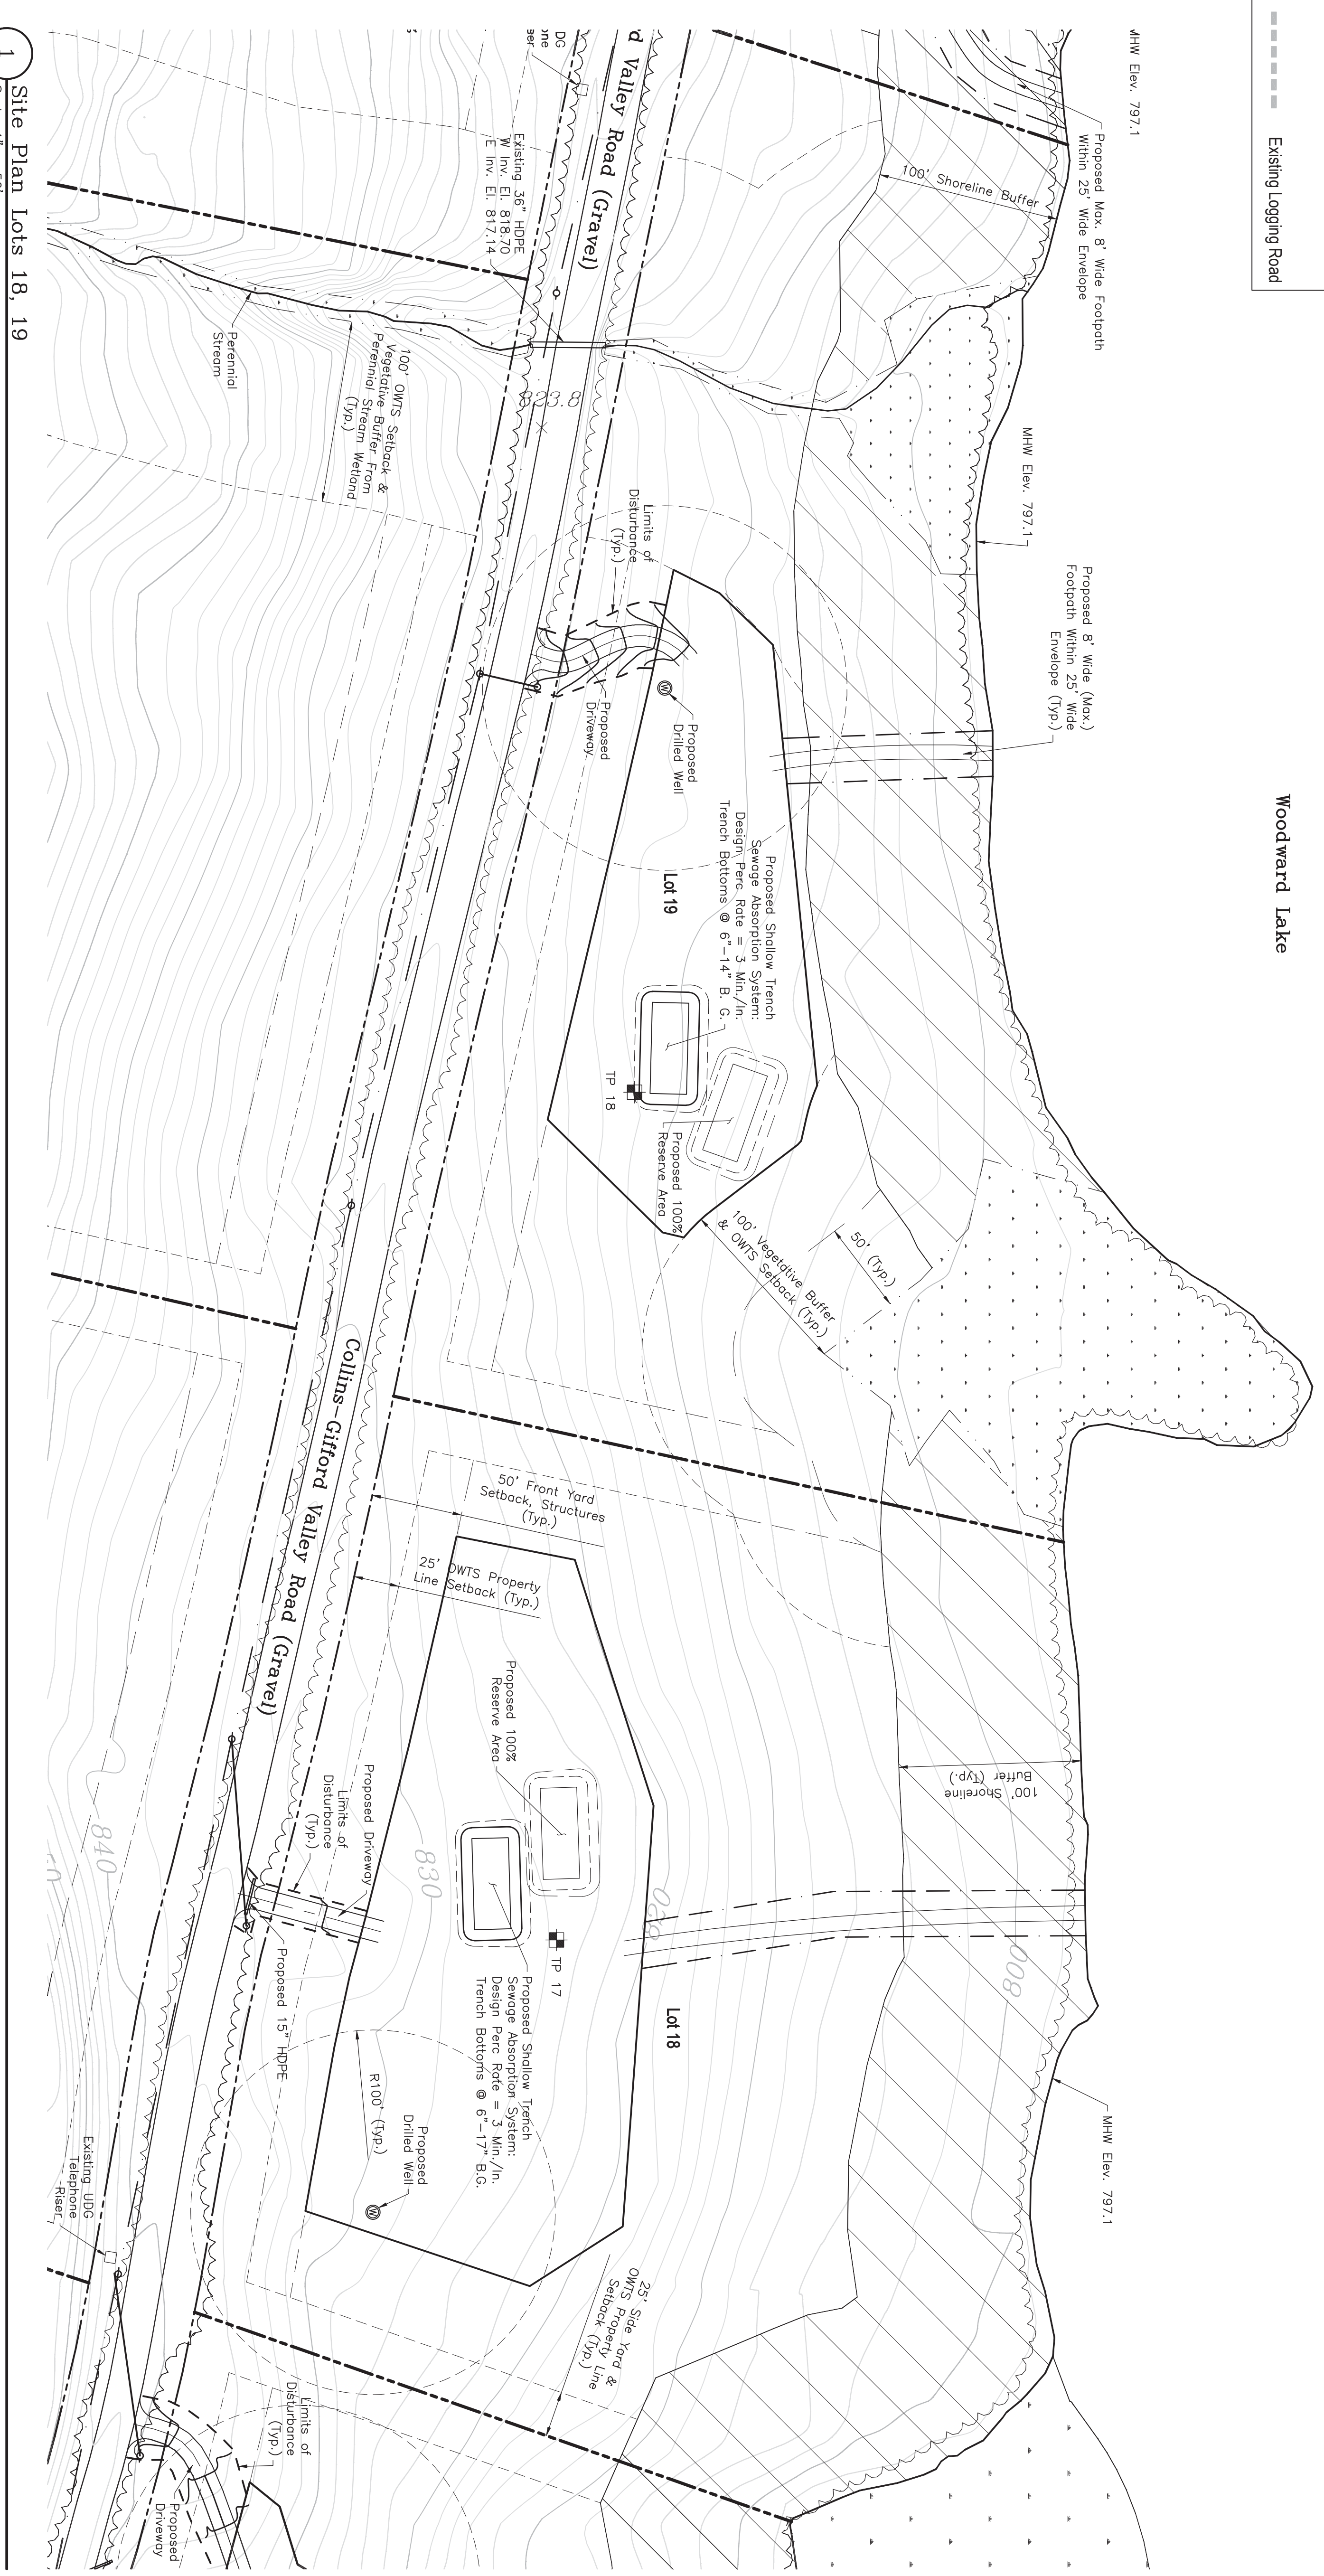 Existing Logging Road
Woodward Lake
MHW Elev. 797.1
Proposed Max. 8' Wide Footpath
Within 25' Wide Envelope
100' Shoreline Buffer
MHW Elev. 797.1
Proposed 8' Wide (Max.)
Footpath Within 25' Wide
Envelope (Typ.)
d Valley Road (Gravel)
DG
ne
ser
Existing 36" HDPE
W Inv. El. 818.70
E Inv. El. 817.14
823.8
Perennial
Stream
100' OWTS Setback &
Vegetative Buffer From
Perennial Stream Wetland
(Typ.)
Limits of
Disturbance
(Typ.)
Proposed
Driveway
W
Proposed
Drilled Well
Proposed Shallow Trench
Sewage Absorption System:
Design Perc Rate = 3 Min./In.
Trench Bottoms @ 6"-14" B. G.
Lot 19
TP 18
Proposed 100%
Reserve Area
100' Vegetative Buffer
& OWTS Setback (Typ.)
50' (Typ.)
Collins-Gifford Valley Road (Gravel)
50' Front Yard
Setback, Structures
(Typ.)
25' OWTS Property
Line Setback (Typ.)
Proposed 100%
Reserve Area
100' Shoreline
Buffer (Typ.)
Proposed Driveway
Limits of
Disturbance
(Typ.)
840
830
820
800
TP 17
Lot 18
Proposed Shallow Trench
Sewage Absorption System:
Design Perc Rate = 3 Min./In.
Trench Bottoms @ 6"-17" B.G.
Proposed 15" HDPE
R100' (Typ.)
Proposed
Drilled Well
W
MHW Elev. 797.1
Existing UDG
Telephone
Riser
25' Side Yard &
OWTS Property Line
Setback (Typ.)
Limits of
Disturbance
(Typ.)
Proposed
Driveway
1
Site Plan Lots 18, 19